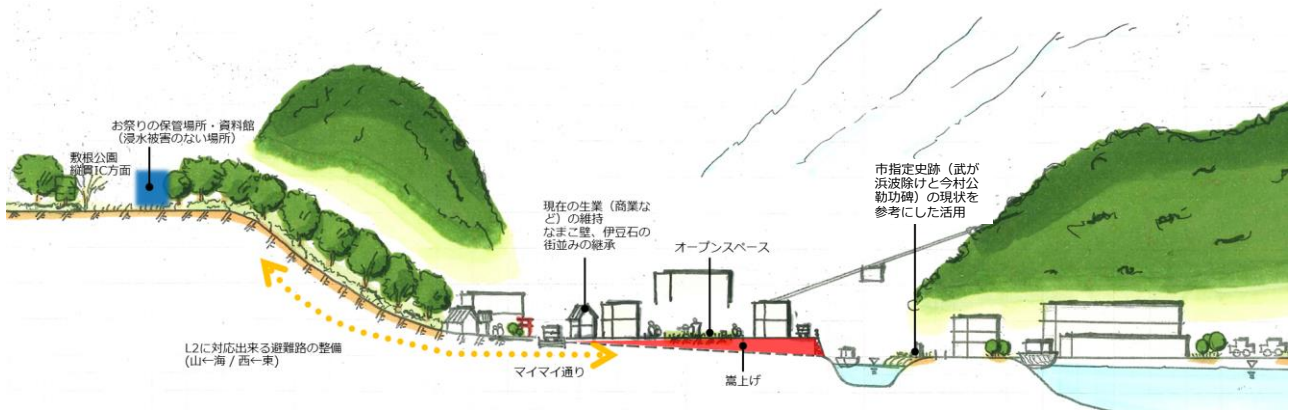 お祭りの保管場所・資料館
（浸水被害のない場所）
敷根公園
縦貫IC方面
現在の生業（商業な
ど）の維持
なまこ壁、伊豆石の
街並みの継承
オープンスペース
市指定史跡（武が
浜波除けと今村公
勒功碑）の現状を
参考にした活用
L2に対応出来る避難路の整備
(山←海 / 西←東)
マイマイ通り
嵩上げ